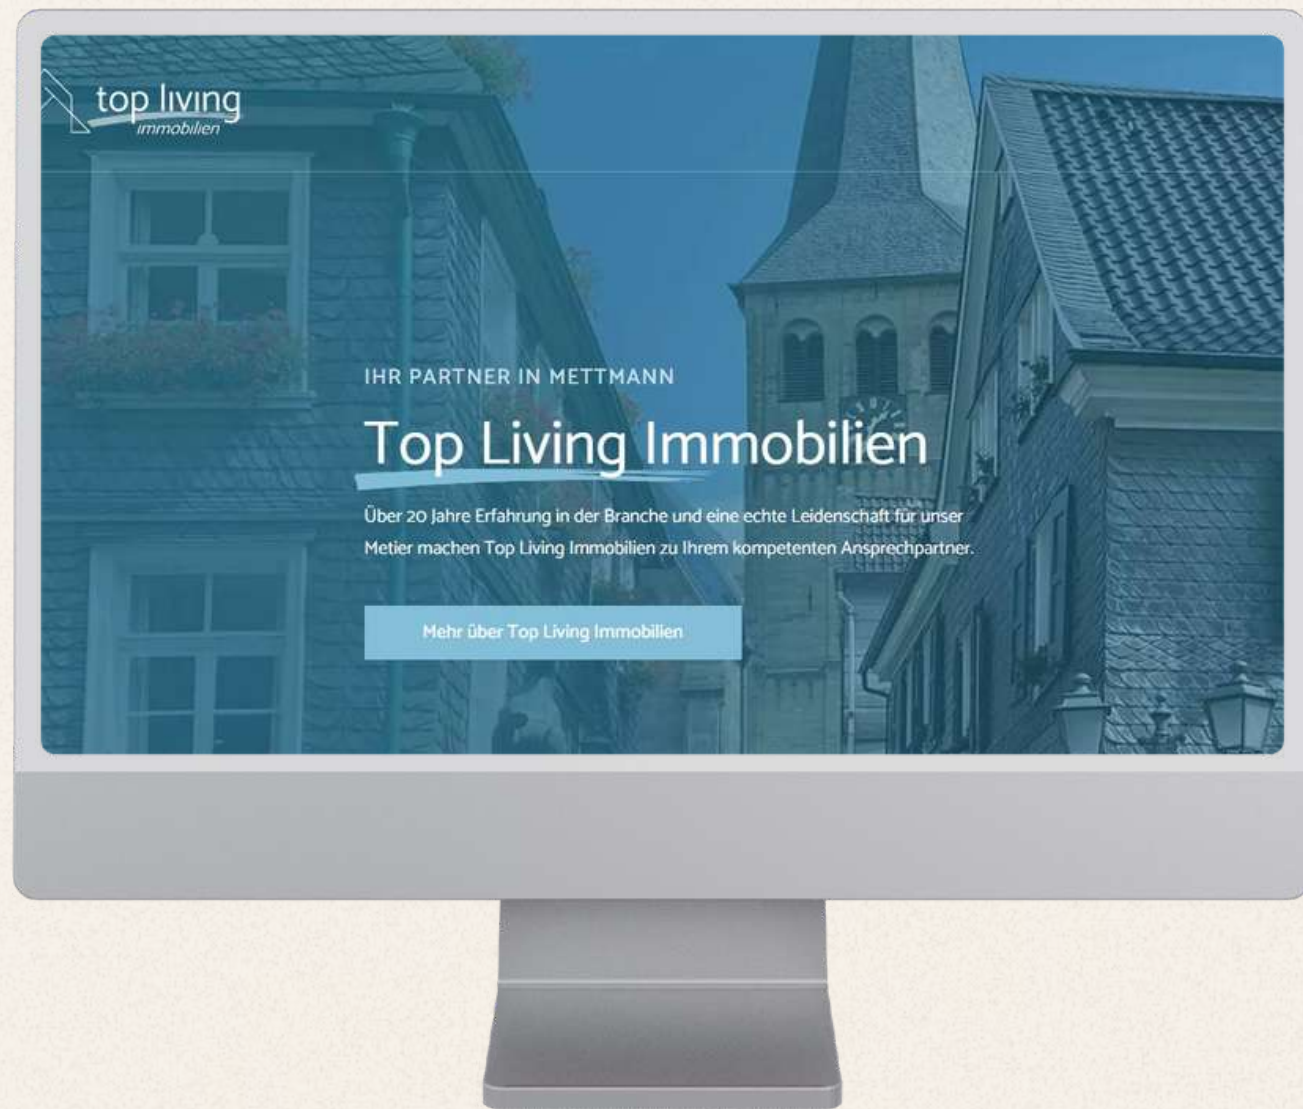 top living
immobilien
IHR PARTNER IN METTMANN
Top Living Immobilien
Über 20 Jahre Erfahrung in der Branche und eine echte Leidenschaft für unser
Metier machen Top Living Immobilien zu Ihrem kompetenten Ansprechpartner.
Mehr über Top Living Immobilien